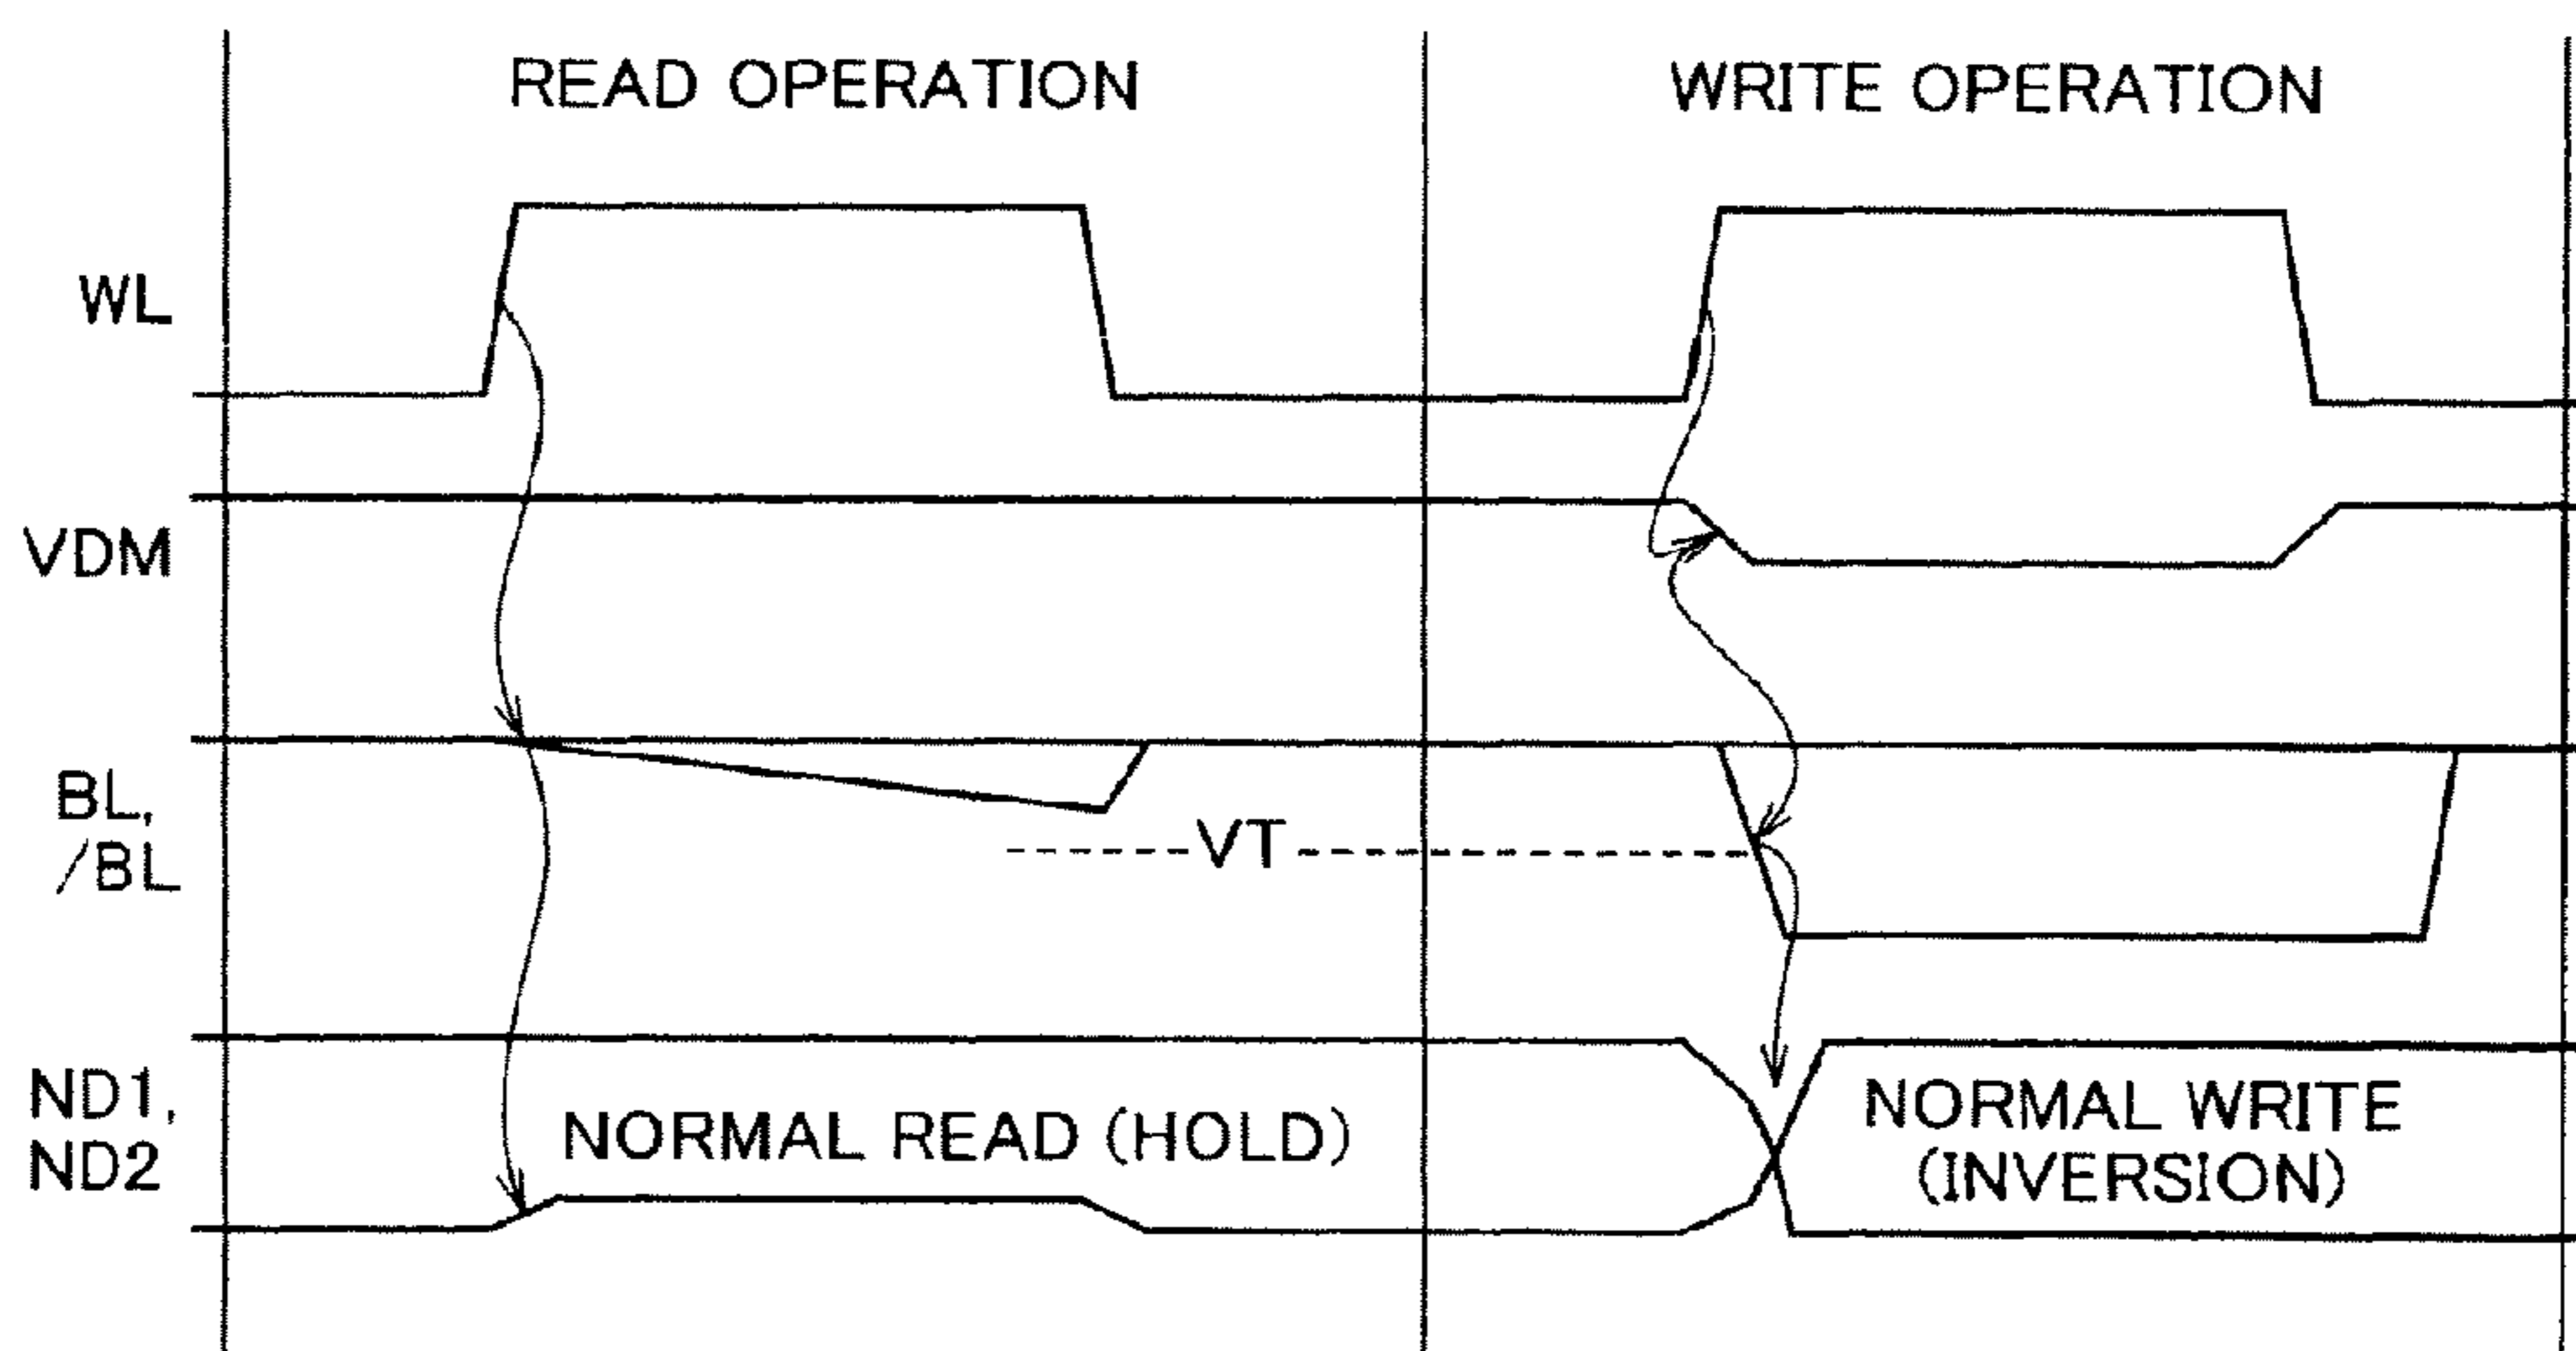 READ OPERATION
WRITE OPERATION
WL
VDM
BL,
/BL
VT
ND1,
ND2
NORMAL READ (HOLD)
NORMAL WRITE
(INVERSION)